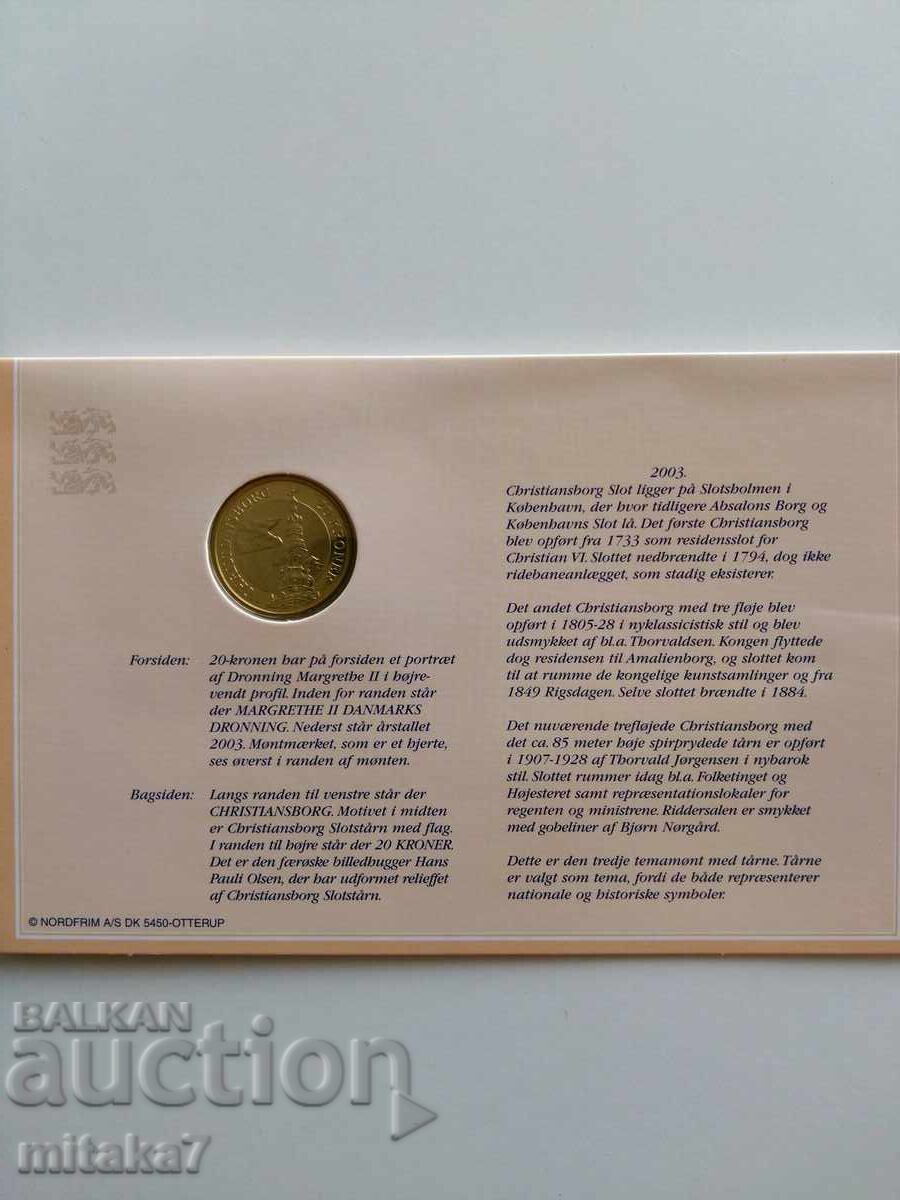 CHRISTIANSBORG
20 KRONER
Forsiden: 20-kronen har på forsiden et portræt
af Dronning Margrethe II i højre-
vendt profil. Inden for randen står
der MARGRETHE II DANMARKS
DRONNING. Nederst står årstallet
2003. Møntmærket, som er et hjerte,
ses øverst i randen af mønten.
Bagsiden: Langs randen til venstre står der
CHRISTIANSBORG. Motivet i midten
er Christiansborg Slotstårn med flag.
I randen til højre står der 20 KRONER.
Det er den færøske billedhugger Hans
Pauli Olsen, der har udformet relieffet
af Christiansborg Slotstårn.
© NORDFRIM A/S DK 5450-OTTERUP
2003.
Christiansborg Slot ligger på Slotsholmen i
København, der hvor tidligere Absalons Borg og
Københavns Slot lå. Det første Christiansborg
blev opført fra 1733 som residensslot for
Christian VI. Slottet nedbrændte i 1794, dog ikke
ridebaneanlægget, som stadig eksisterer.
Det andet Christiansborg med tre fløje blev
opført i 1805-28 i nyklassicistisk stil og blev
udsmykket af bl.a. Thorvaldsen. Kongen flyttede
dog residensen til Amalienborg, og slottet kom
til at rumme de kongelige kunstsamlinger og fra
1849 Rigsdagen. Selve slottet brændte i 1884.
Det nuværende trefløjede Christiansborg med
det ca. 85 meter høje spirprydede tårn er opført
i 1907-1928 af Thorvald Jørgensen i nybarok
stil. Slottet rummer idag bl.a. Folketinget og
Højesteret samt repræsentationslokaler for
regenten og ministrene. Riddersalen er smykket
med gobeliner af Bjørn Nørgård.
Dette er den tredje temamønt med tårne. Tårne
er valgt som tema, fordi de både repræsenterer
nationale og historiske symboler.
BALKAN
auction
mitaka7